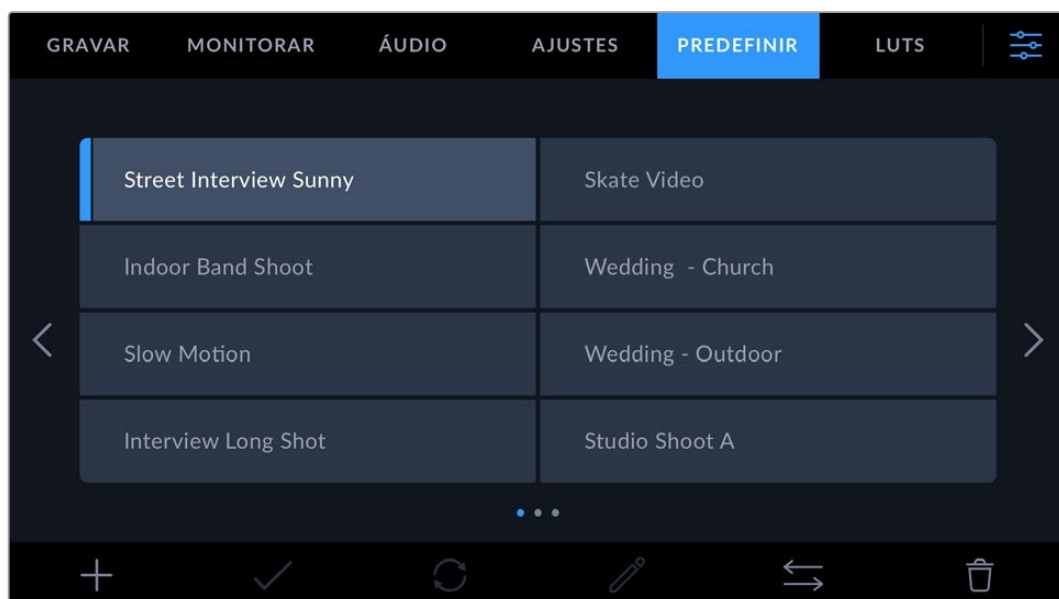 GRAVAR MONITORAR ÁUDIO AJUSTES PREDEFINIR LUTS
Street Interview Sunny Skate Video
Indoor Band Shoot Wedding - Church
Slow Motion Wedding - Outdoor
Interview Long Shot Studio Shoot A